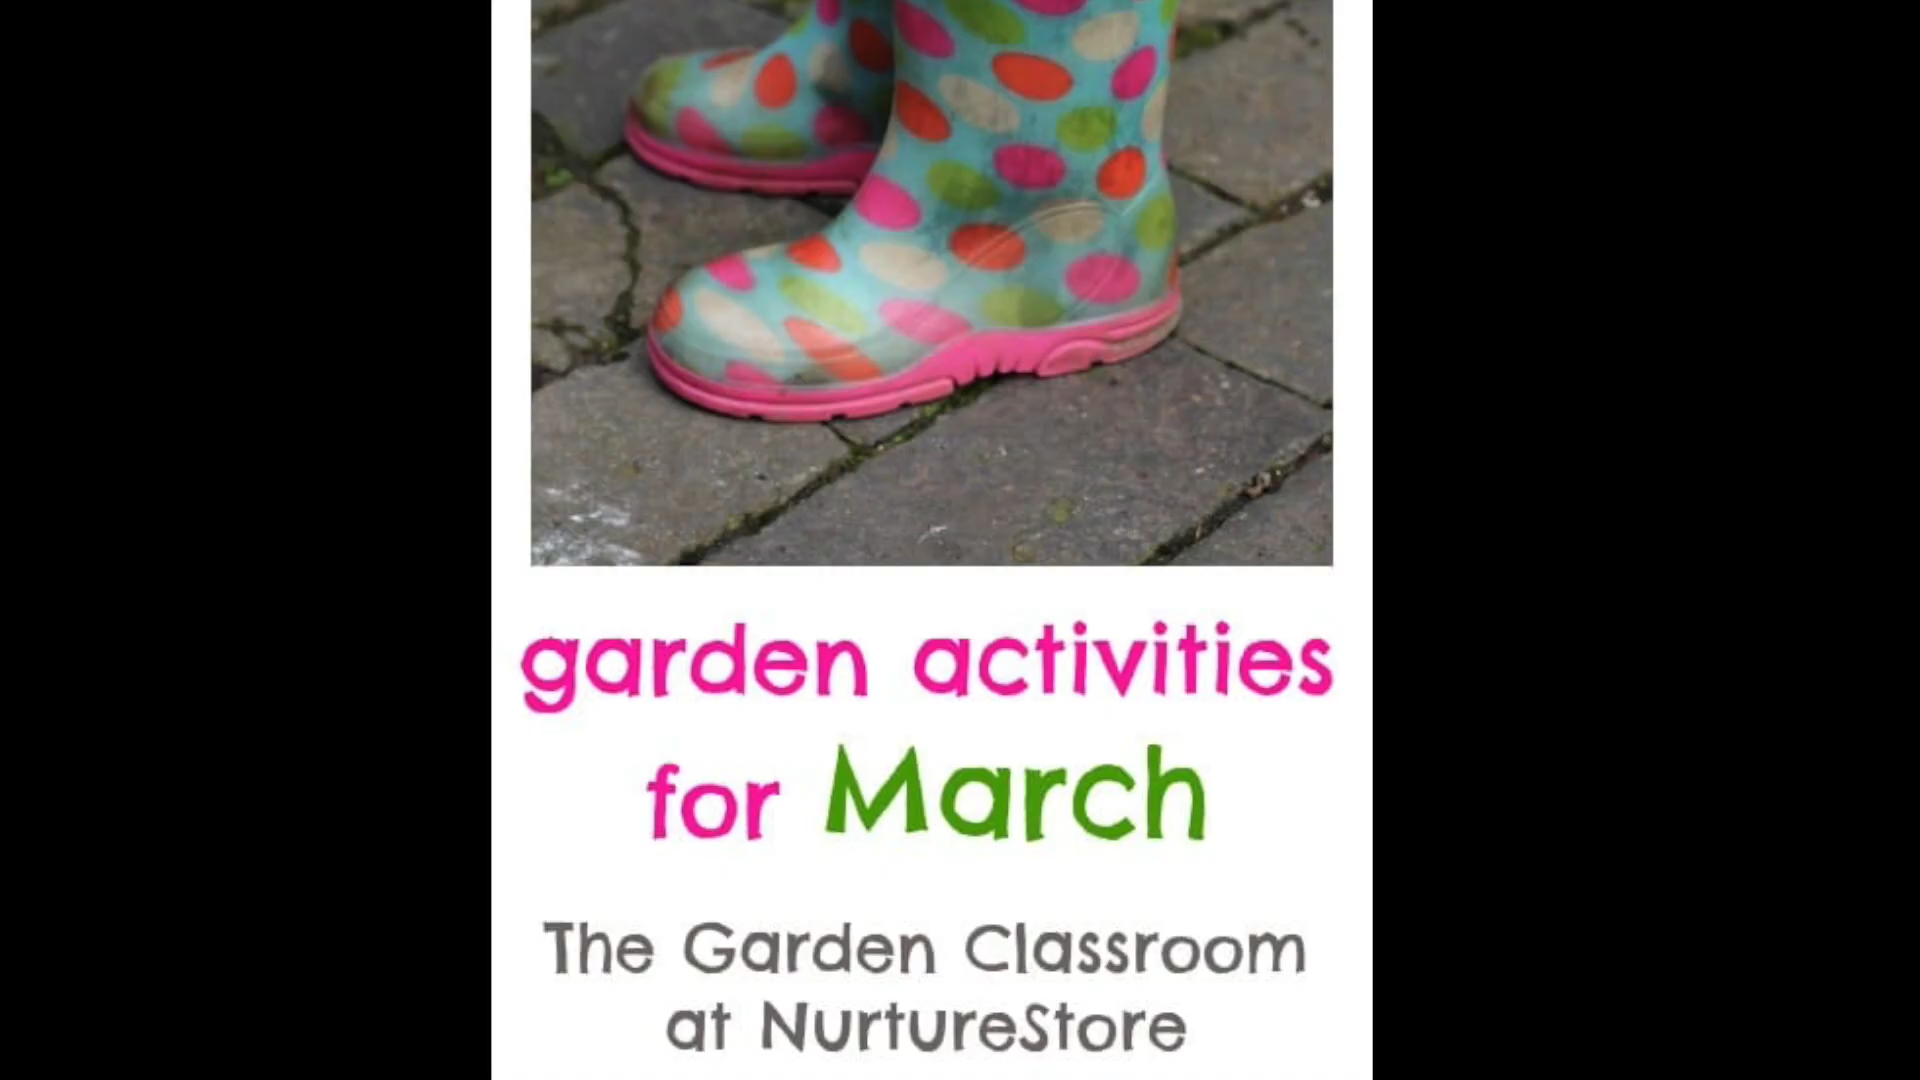 garden activities
for March
The Garden Classroom
at NurtureStore